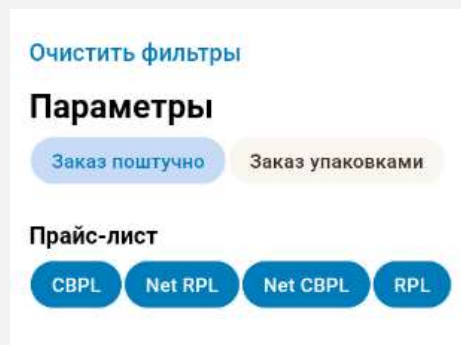 Очистить фильтры
Параметры
Заказ поштучно Заказ упаковками
Прайс-лист
CBPL Net RPL Net CBPL RPL